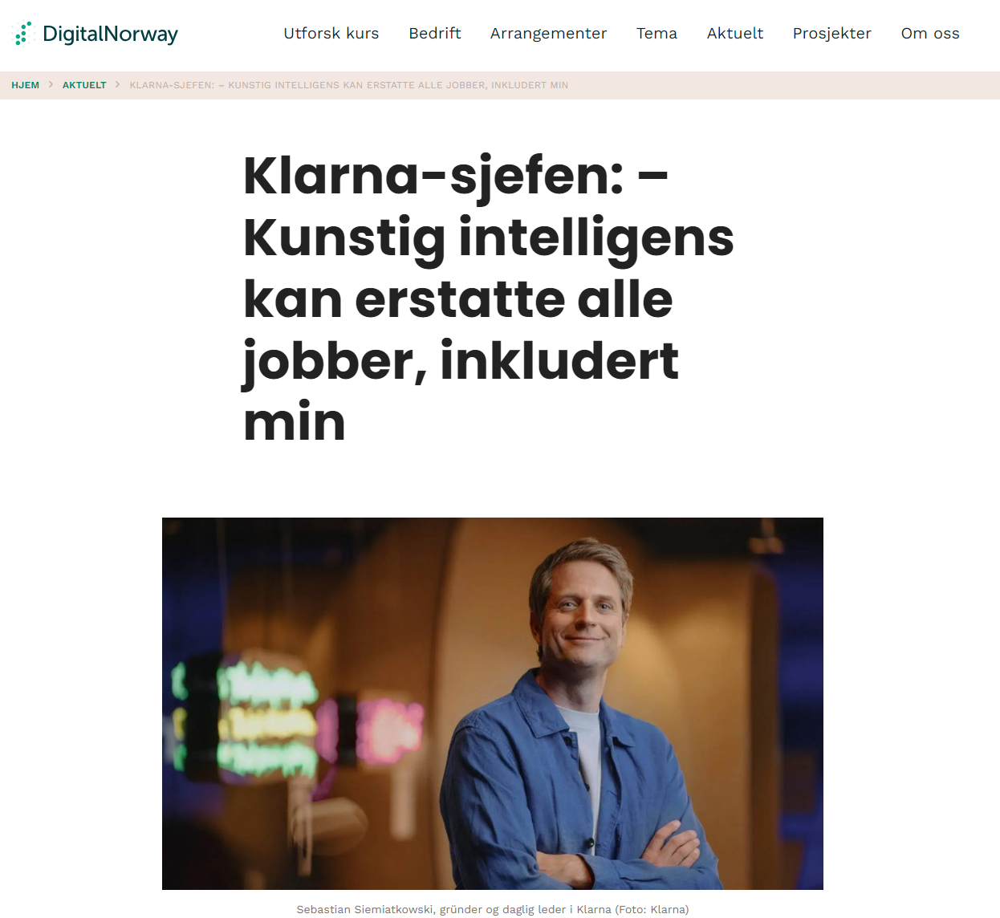 DigitalNorway
Utforsk kurs Bedrift Arrangementer Tema Aktuelt Prosjekter Om oss
HJEM > AKTUELT > KLARNA-SJEFEN: – KUNSTIG INTELLIGENS KAN ERSTATTE ALLE JOBBER, INKLUDERT MIN
Klarna-sjefen: –
Kunstig intelligens
kan erstatte alle
jobber, inkludert
min
Sebastian Siemiatkowski, gründer og daglig leder i Klarna (Foto: Klarna)